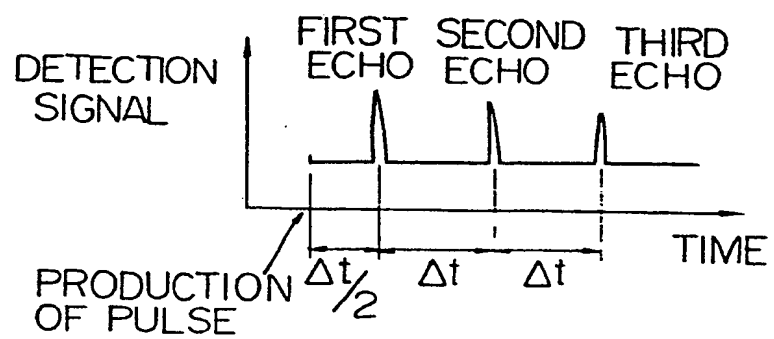 DETECTION
SIGNAL
FIRST
ECHO
SECOND
ECHO
THIRD
ECHO
TIME
PRODUCTION
OF PULSE
Δt/2
Δt
Δt